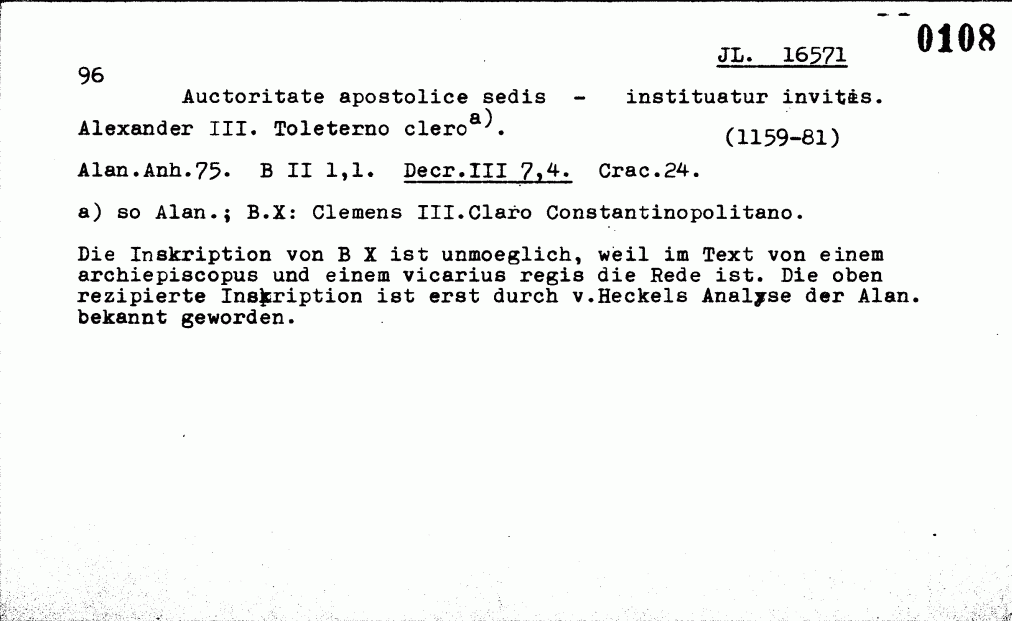 0108
JL. 16571
96
Auctoritate apostolice sedis - instituatur invitis.
Alexander III. Toleterno clero a). (1159-81)
Alan.Anh.75. B II 1,1. Decr.III 7,4. Crac.24.
a) so Alan.; B.X: Clemens III.Claro Constantinopolitano.
Die Inskription von B X ist unmoeglich, weil im Text von einem
archiepiscopus und einem vicarius regis die Rede ist. Die oben
rezipierte Inskription ist erst durch v.Heckels Analyse der Alan.
bekannt geworden.